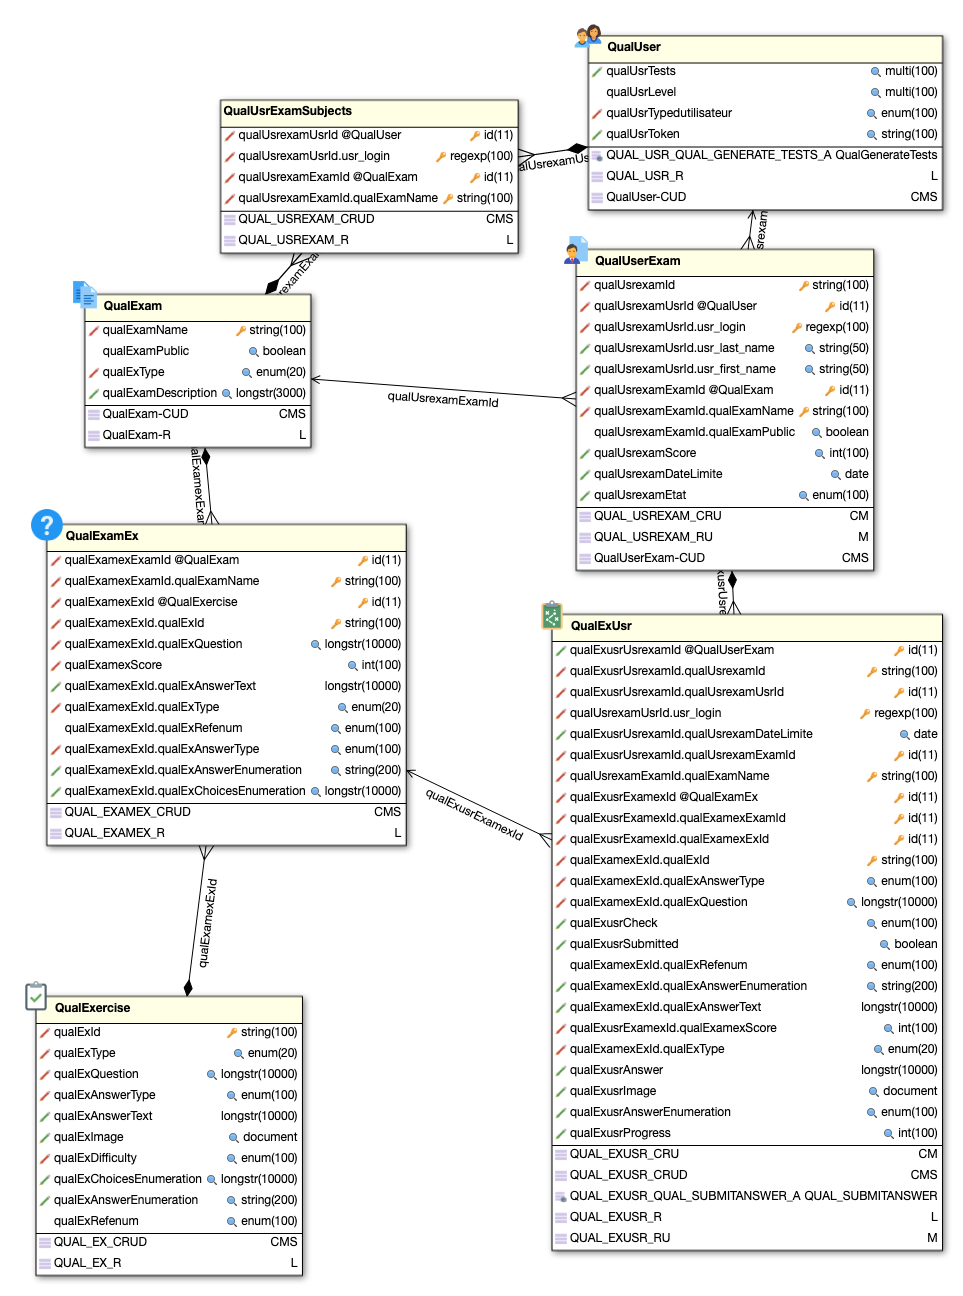 QualUser
qualUsrTests multi(100)
qualUsrLevel multi(100)
qualUsrTypedutilisateur enum(100)
qualUsrToken string(100)
QUAL_USR_QUAL_GENERATE_TESTS_A QualGenerateTests
QUAL_USR_R L
QualUser-CUD CMS
QualUsrExamSubjects
qualUsrexamUsrId @QualUser id(11)
qualUsrexamUsrId.usr_login regexp(100)
qualUsrexamExamId @QualExam id(11)
qualUsrexamExamId.qualExamName string(100)
QUAL_USREXAM_CRUD CMS
QUAL_USREXAM_R L
QualUserExam
qualUsrexamId string(100)
qualUsrexamUsrId @QualUser id(11)
qualUsrexamUsrId.usr_login regexp(100)
qualUsrexamUsrId.usr_last_name string(50)
qualUsrexamUsrId.usr_first_name string(50)
qualUsrexamExamId @QualExam id(11)
qualUsrexamExamId.qualExamName string(100)
qualUsrexamExamId.qualExamPublic boolean
qualUsrexamScore int(100)
qualUsrexamDateLimite date
qualUsrexamEtat enum(100)
QUAL_USREXAM_CRU CM
QUAL_USREXAM_RU M
QualUserExam-CUD CMS
QualExam
qualExamName string(100)
qualExamPublic boolean
qualExType enum(20)
qualExamDescription longstr(3000)
QualExam-CUD CMS
QualExam-R L
qualUsrexamExamId
QualExamEx
qualExamexExamId @QualExam id(11)
qualExamexExamId.qualExamName string(100)
qualExamexExId @QualExercise id(11)
qualExamexExId.qualExId string(100)
qualExamexExId.qualExQuestion longstr(10000)
qualExamexScore int(100)
qualExamexExId.qualExAnswerText longstr(10000)
qualExamexExId.qualExType enum(20)
qualExamexExId.qualExRefenum enum(100)
qualExamexExId.qualExAnswerType enum(100)
qualExamexExId.qualExAnswerEnumeration string(200)
qualExamexExId.qualExChoicesEnumeration longstr(10000)
QUAL_EXAMEX_CRUD CMS
QUAL_EXAMEX_R L
qualExusrExamexId
qualExamexExId
QualExUsr
qualExusrUsrexamId @QualUserExam id(11)
qualExusrUsrexamId.qualUsrexamId string(100)
qualExusrUsrexamId.qualUsrexamUsrId id(11)
qualUsrexamUsrId.usr_login regexp(100)
qualExusrUsrexamId.qualUsrexamDateLimite date
qualExusrUsrexamId.qualUsrexamExamId id(11)
qualUsrexamExamId.qualExamName string(100)
qualExusrExamexId @QualExamEx id(11)
qualExusrExamexId.qualExamexExamId id(11)
qualExusrExamexId.qualExamexExId id(11)
qualExamexExId.qualExId string(100)
qualExamexExId.qualExAnswerType enum(100)
qualExamexExId.qualExQuestion longstr(10000)
qualExusrCheck enum(100)
qualExusrSubmitted boolean
qualExamexExId.qualExRefenum enum(100)
qualExamexExId.qualExAnswerEnumeration string(200)
qualExamexExId.qualExAnswerText longstr(10000)
qualExusrExamexId.qualExamexScore int(100)
qualExamexExId.qualExType enum(20)
qualExusrAnswer longstr(10000)
qualExusrImage document
qualExusrAnswerEnumeration enum(100)
qualExusrProgress int(100)
QUAL_EXUSR_CRU CM
QUAL_EXUSR_CRUD CMS
QUAL_EXUSR_QUAL_SUBMITANSWER_A QUAL_SUBMITANSWER
QUAL_EXUSR_R L
QUAL_EXUSR_RU M
QualExercise
qualExId string(100)
qualExType enum(20)
qualExQuestion longstr(10000)
qualExAnswerType enum(100)
qualExAnswerText longstr(10000)
qualExImage document
qualExDifficulty enum(100)
qualExChoicesEnumeration longstr(10000)
qualExAnswerEnumeration string(200)
qualExRefenum enum(100)
QUAL_EX_CRUD CMS
QUAL_EX_R L